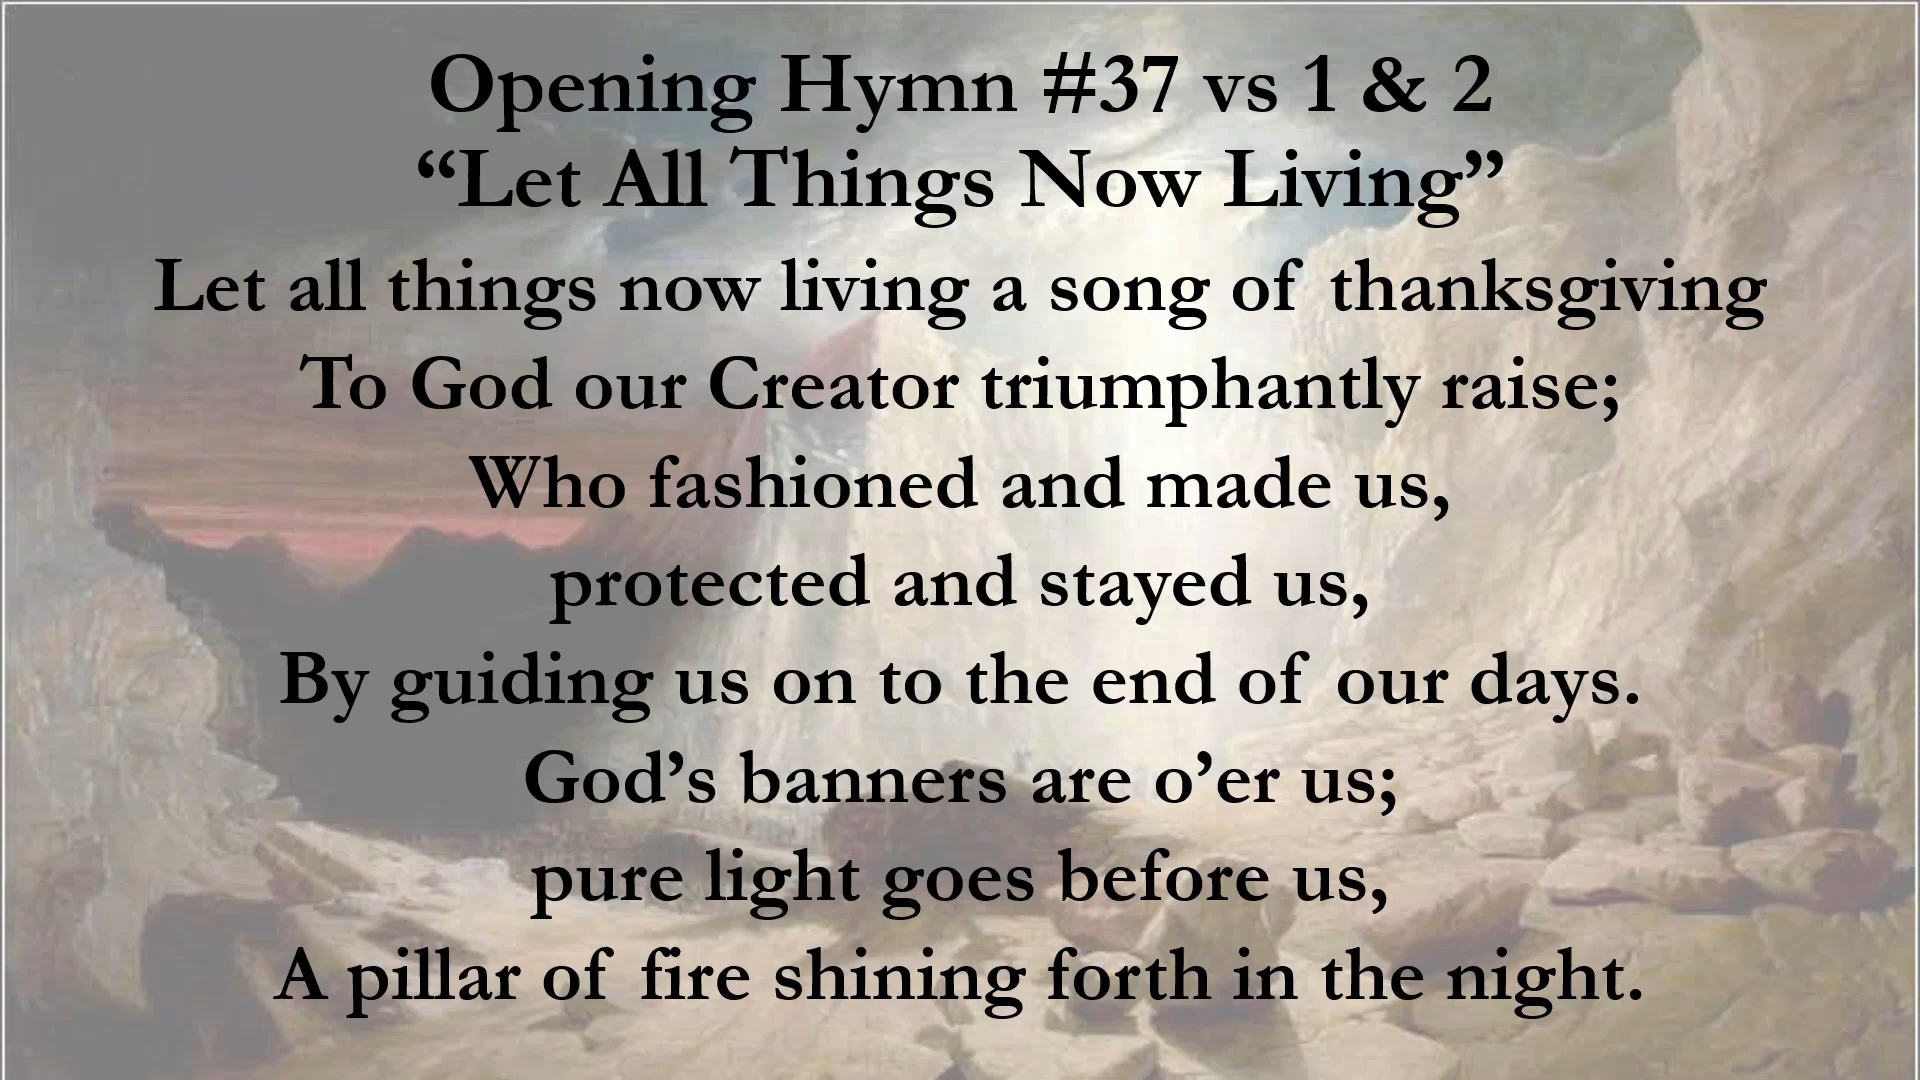 Opening Hymn #37 vs 1 & 2
“Let All Things Now Living”
Let all things now living a song of thanksgiving
To God our Creator triumphantly raise;
Who fashioned and made us,
protected and stayed us,
By guiding us on to the end of our days.
God’s banners are o’er us;
pure light goes before us,
A pillar of fire shining forth in the night.